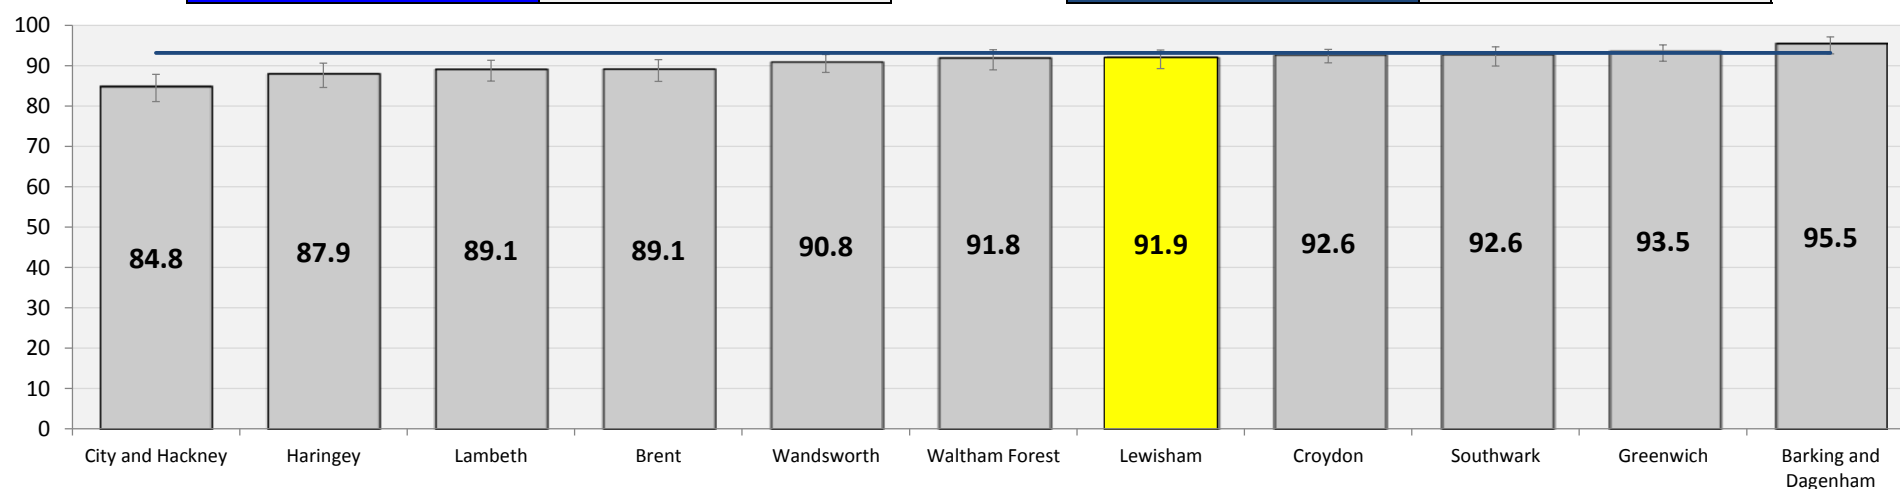 100
90
80
70
60
50
40
30
20
10
0
84.8
87.9
89.1
89.1
90.8
91.8
91.9
92.6
92.6
93.5
95.5
City and Hackney
Haringey
Lambeth
Brent
Wandsworth
Waltham Forest
Lewisham
Croydon
Southwark
Greenwich
Barking and
Dagenham